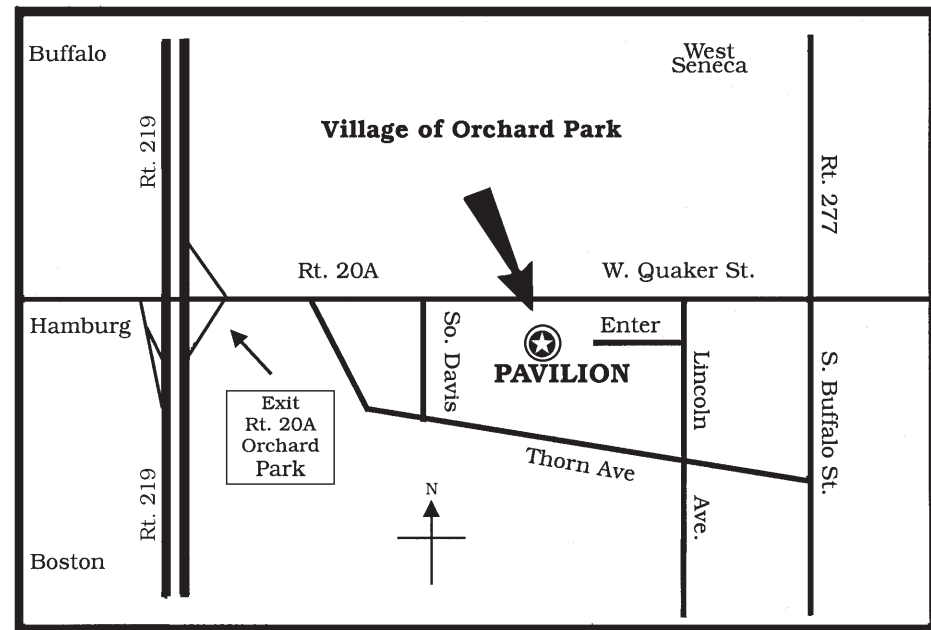 Buffalo
West
Seneca
Rt. 219
Village of Orchard Park
Rt. 277
Rt. 20A
W. Quaker St.
Hamburg
So. Davis
Enter
PAVILION
Lincoln
S. Buffalo St.
Exit
Rt. 20A
Orchard
Park
Thorn Ave
Rt. 219
N
Ave.
Boston